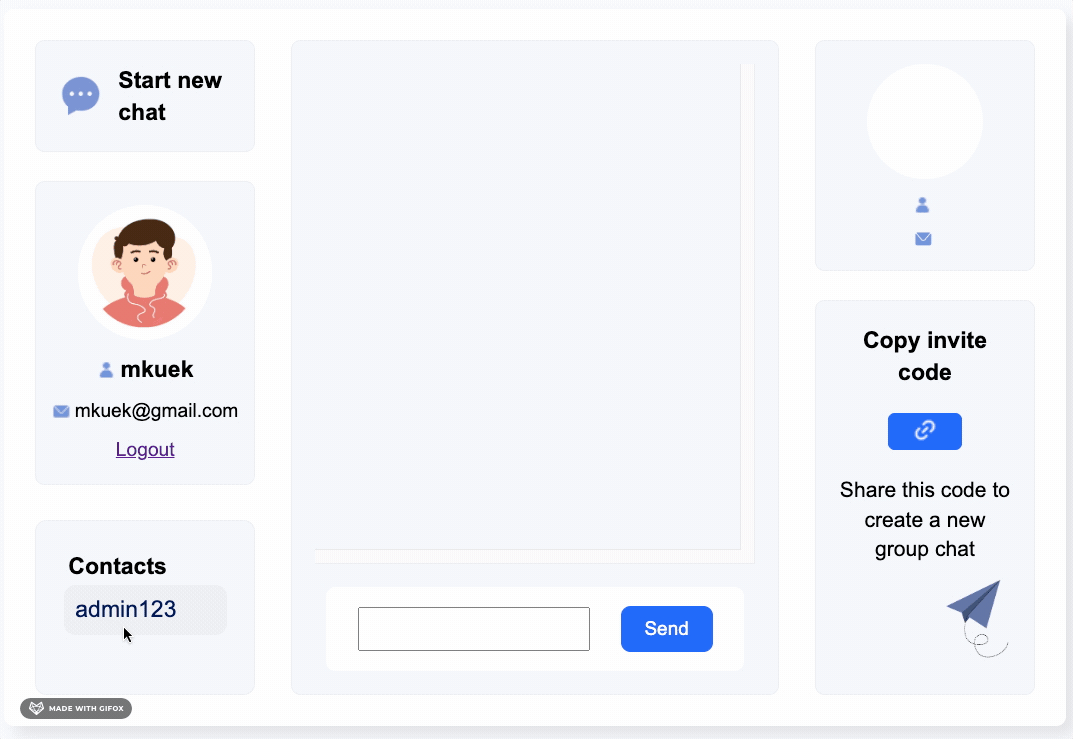 Start new
chat
mkuek
mkuek@gmail.com
Logout
Contacts
admin123
Send
Copy invite
code
Share this code to
create a new
group chat
MADE WITH GIFOX